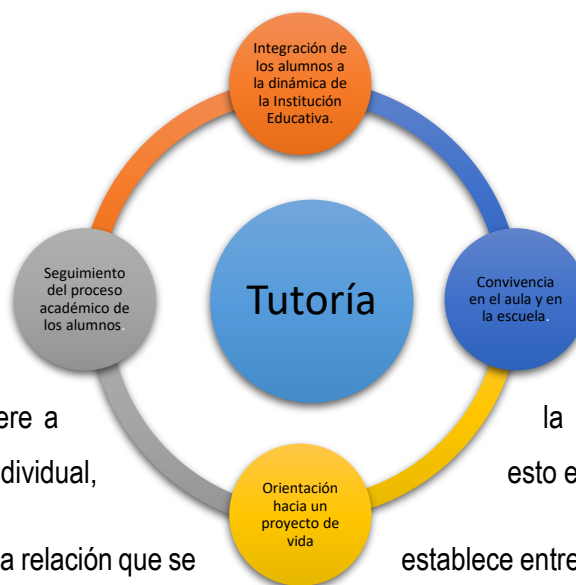 Integración de
los alumnos a
la dinámica de
la Institución
Educativa.
Seguimiento
del proceso
académico de
los alumnos.
Tutoría
Convivencia
en el aula y en
la escuela.
Orientación
hacia un
proyecto de
vida
ere a la
dividual, esto e
a relación que se establece entre